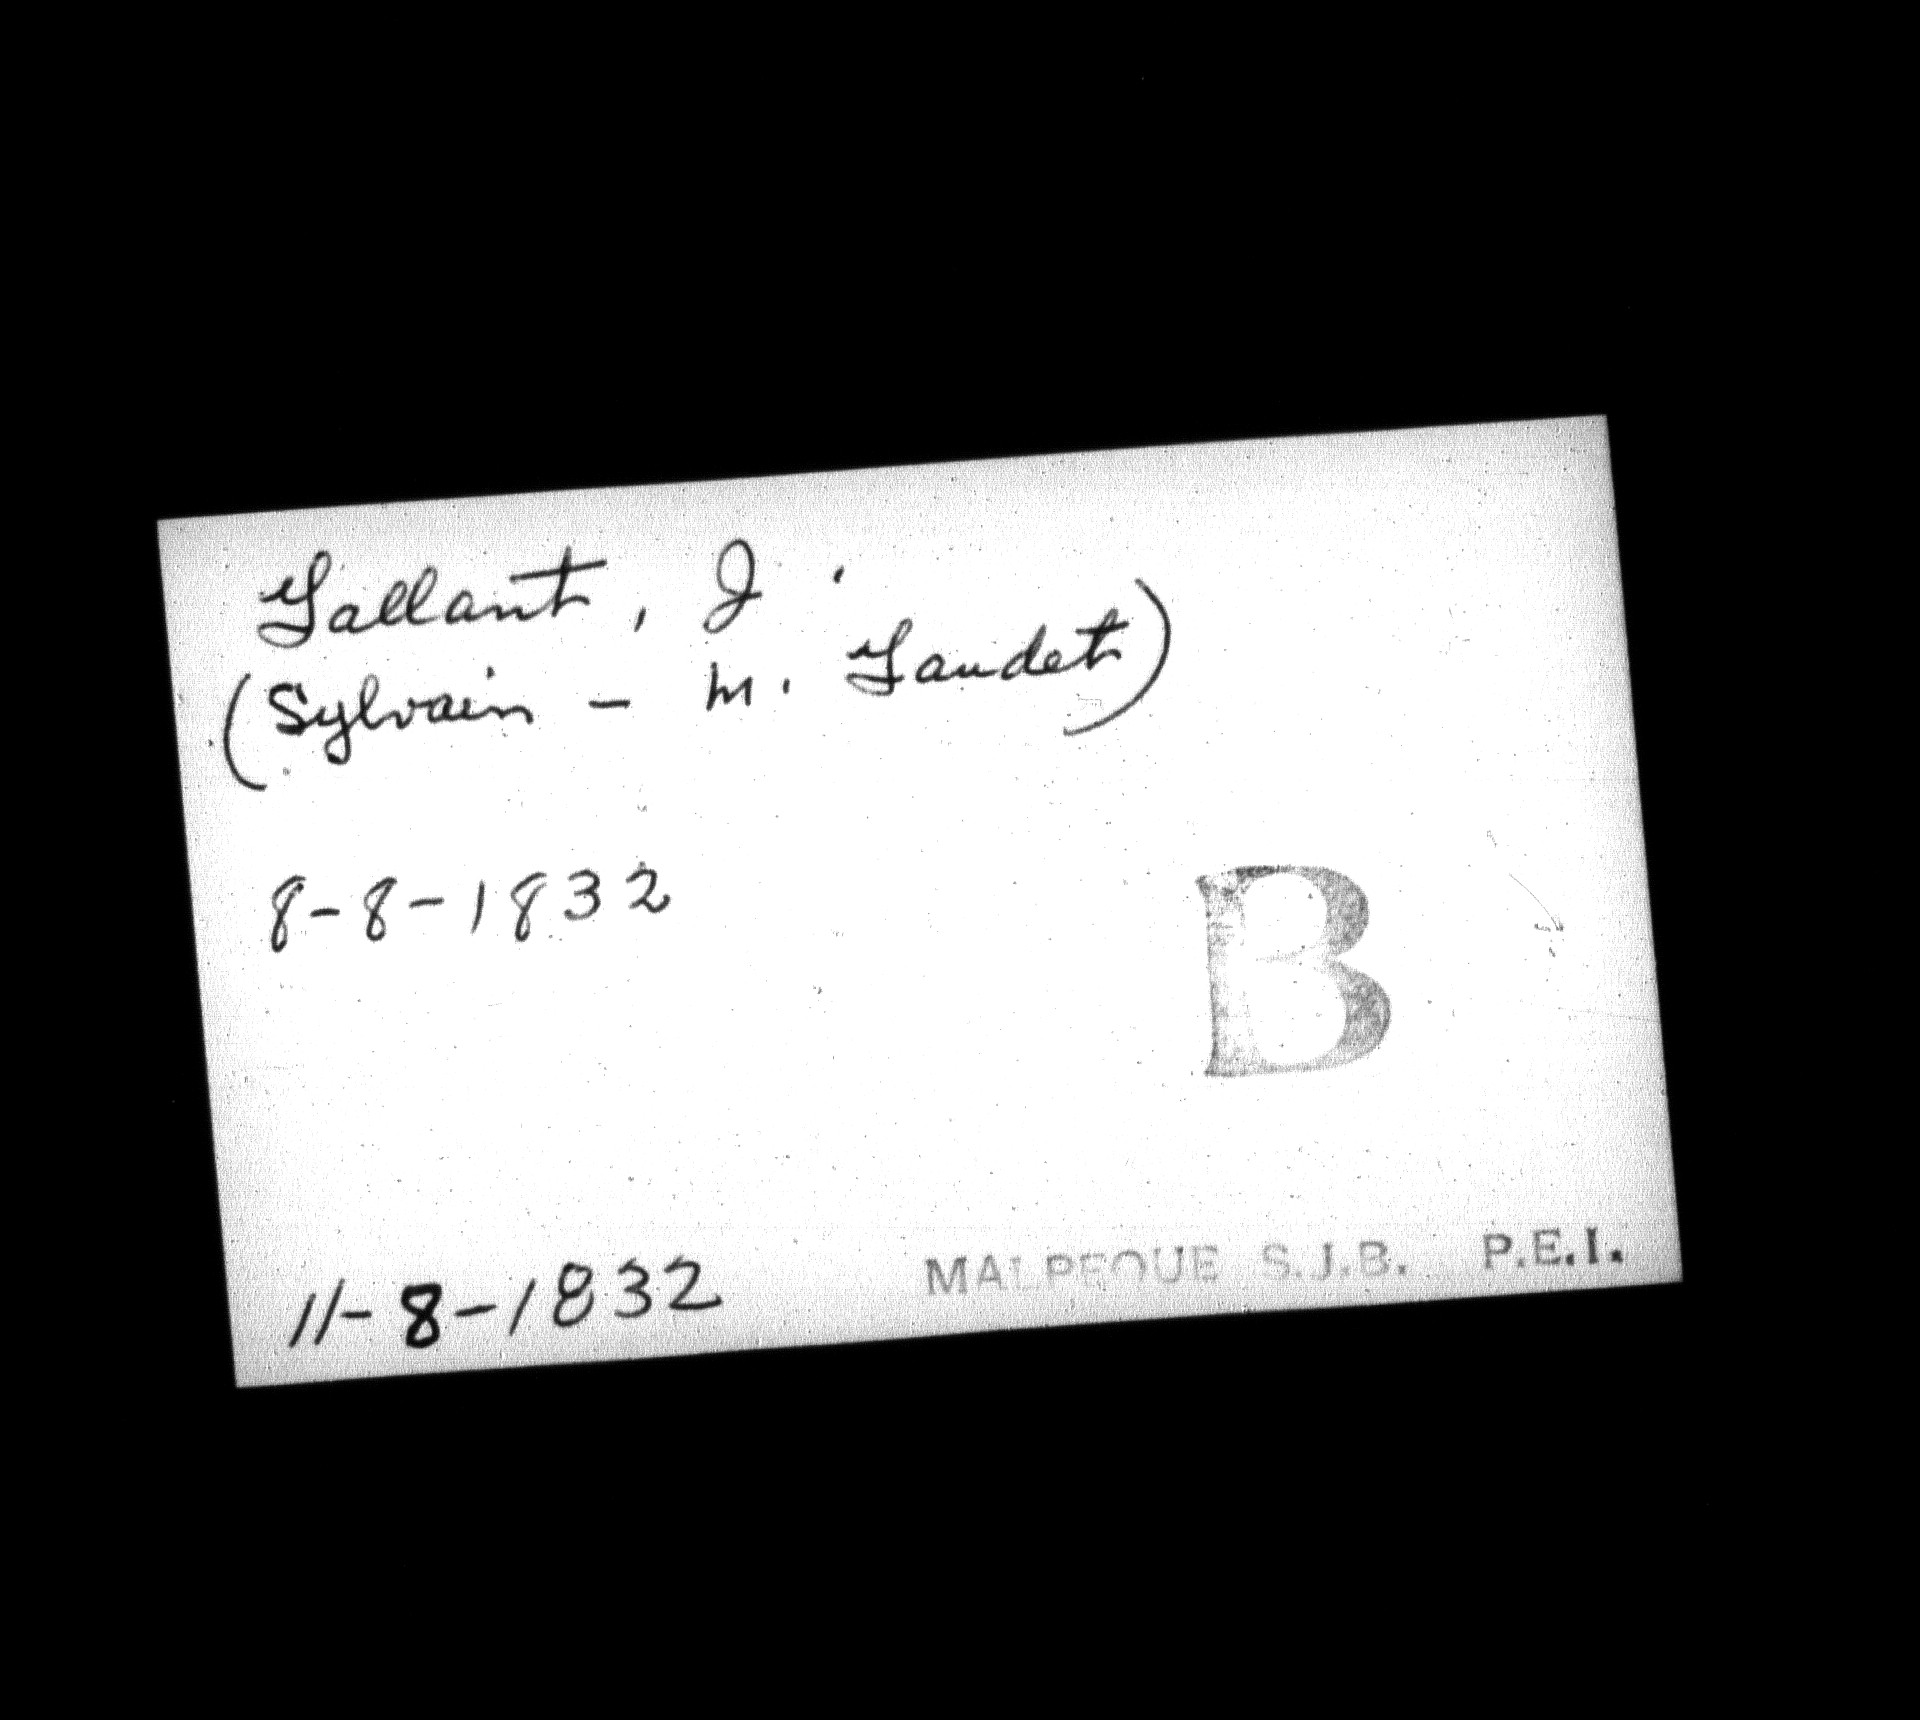 Gallant, J.
(Sylvain - M. Gaudet)
8-8-1832
B
11-8-1832
MALPEQUE S.J.B. P.E.I.